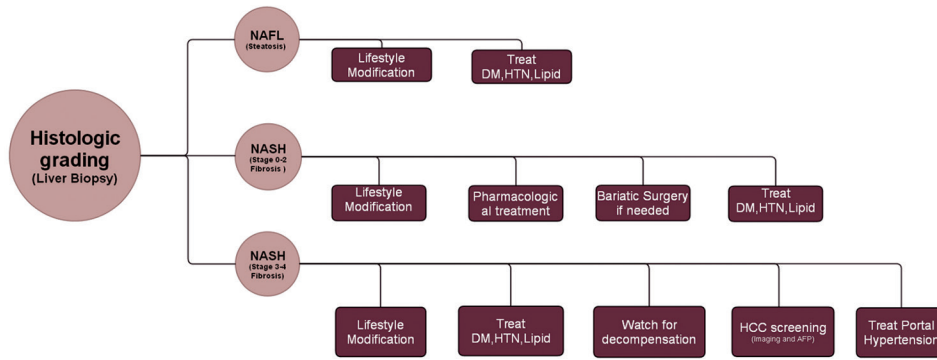 Histologic
grading
(Liver Biopsy)
NAFL
(Steatosis)
Lifestyle
Modification
Treat
DM,HTN,Lipid
NASH
(Stage 0-2
Fibrosis )
Lifestyle
Modification
Pharmacologic
al treatment
Bariatic Surgery
if needed
Treat
DM,HTN,Lipid
NASH
(Stage 3-4
Fibrosis)
Lifestyle
Modification
Treat
DM,HTN,Lipid
Watch for
decompensation
HCC screening
(Imaging and AFP)
Treat Portal
Hypertension